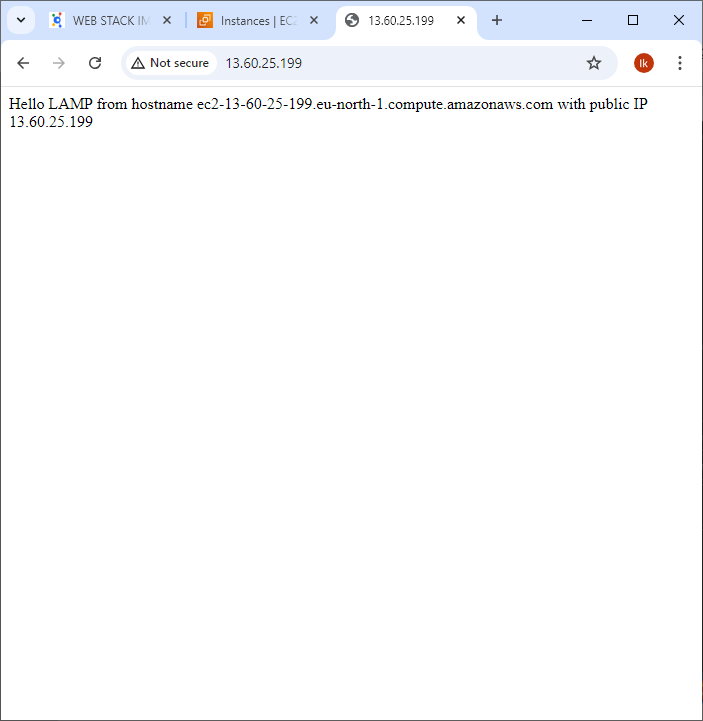 WEB STACK IM
Instances | EC2
13.60.25.199
Not secure
13.60.25.199
Ik
Hello LAMP from hostname ec2-13-60-25-199.eu-north-1.compute.amazonaws.com with public IP
13.60.25.199